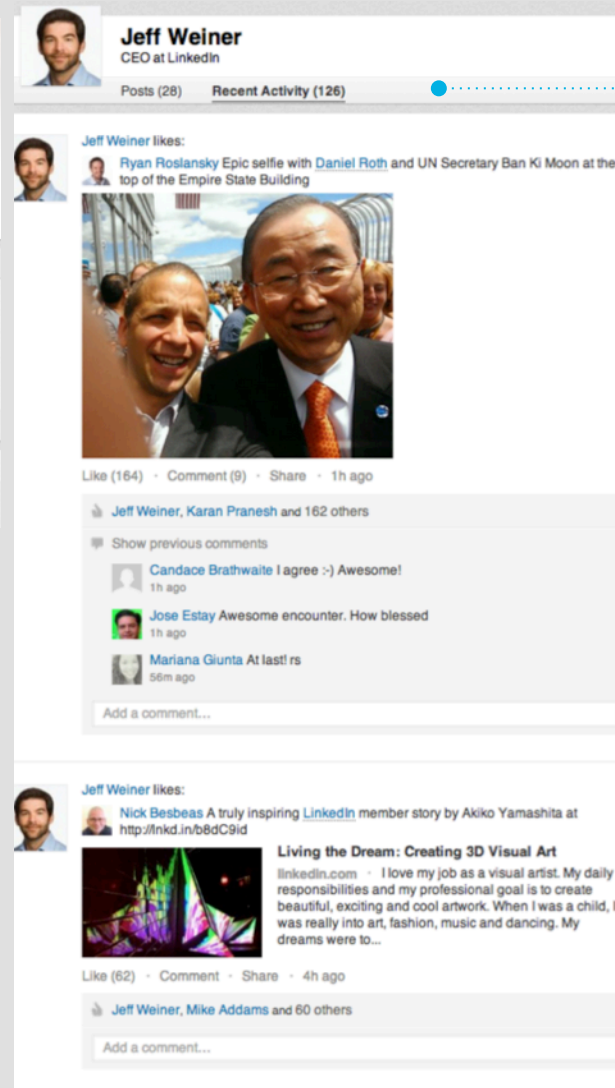 Jeff Weiner
CEO at LinkedIn
Posts (28) Recent Activity (126)
Jeff Weiner likes:
Ryan Roslansky Epic selfie with Daniel Roth and UN Secretary Ban Ki Moon at the
top of the Empire State Building
Like (164) · Comment (9) · Share · 1h ago
Jeff Weiner, Karan Pranesh and 162 others
Show previous comments
Candace Brathwaite I agree :-) Awesome!
1h ago
Jose Estay Awesome encounter. How blessed
1h ago
Mariana Giunta At last! rs
56m ago
Add a comment...
Jeff Weiner likes:
Nick Besbeas A truly inspiring LinkedIn member story by Akiko Yamashita at
http://lnkd.in/b8dC9id
Living the Dream: Creating 3D Visual Art
linkedin.com · I love my job as a visual artist. My daily
responsibilities and my professional goal is to create
beautiful, exciting and cool artwork. When I was a child, I
was really into art, fashion, music and dancing. My
dreams were to...
Like (62) · Comment · Share · 4h ago
Jeff Weiner, Mike Addams and 60 others
Add a comment...